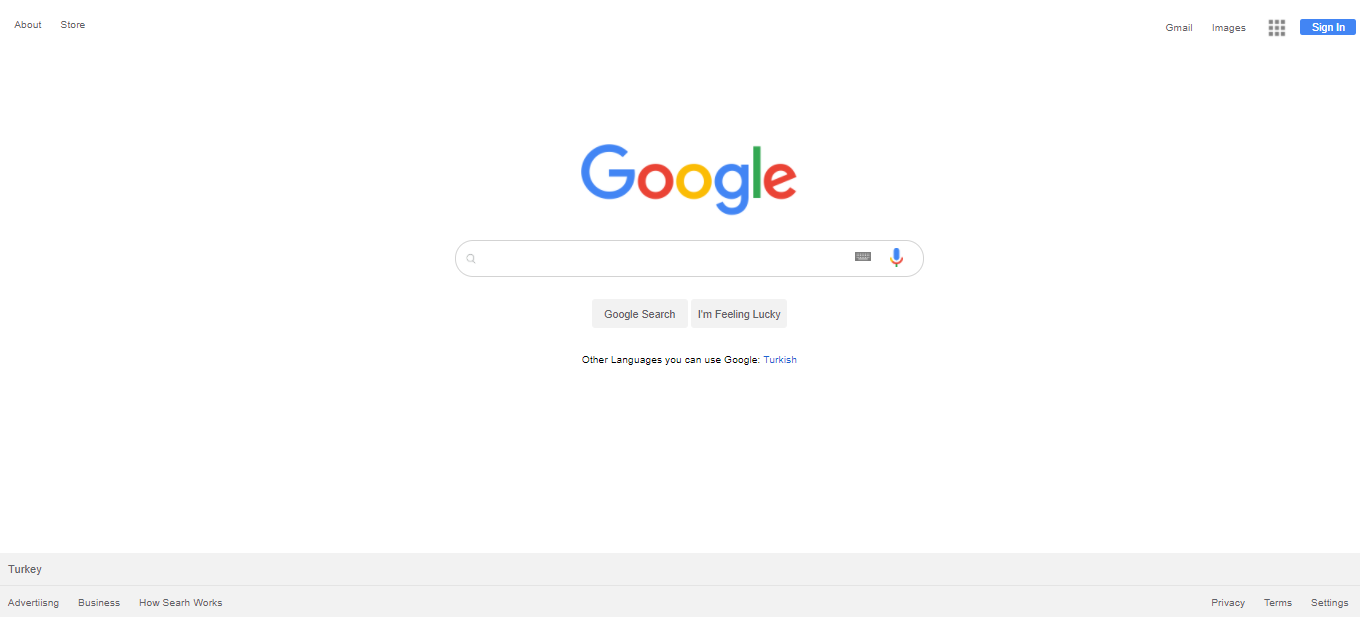 About Store
Gmail Images Sign In
Google
Google Search I'm Feeling Lucky
Other Languages you can use Google: Turkish
Turkey
Advertiisng Business How Searh Works Privacy Terms Settings